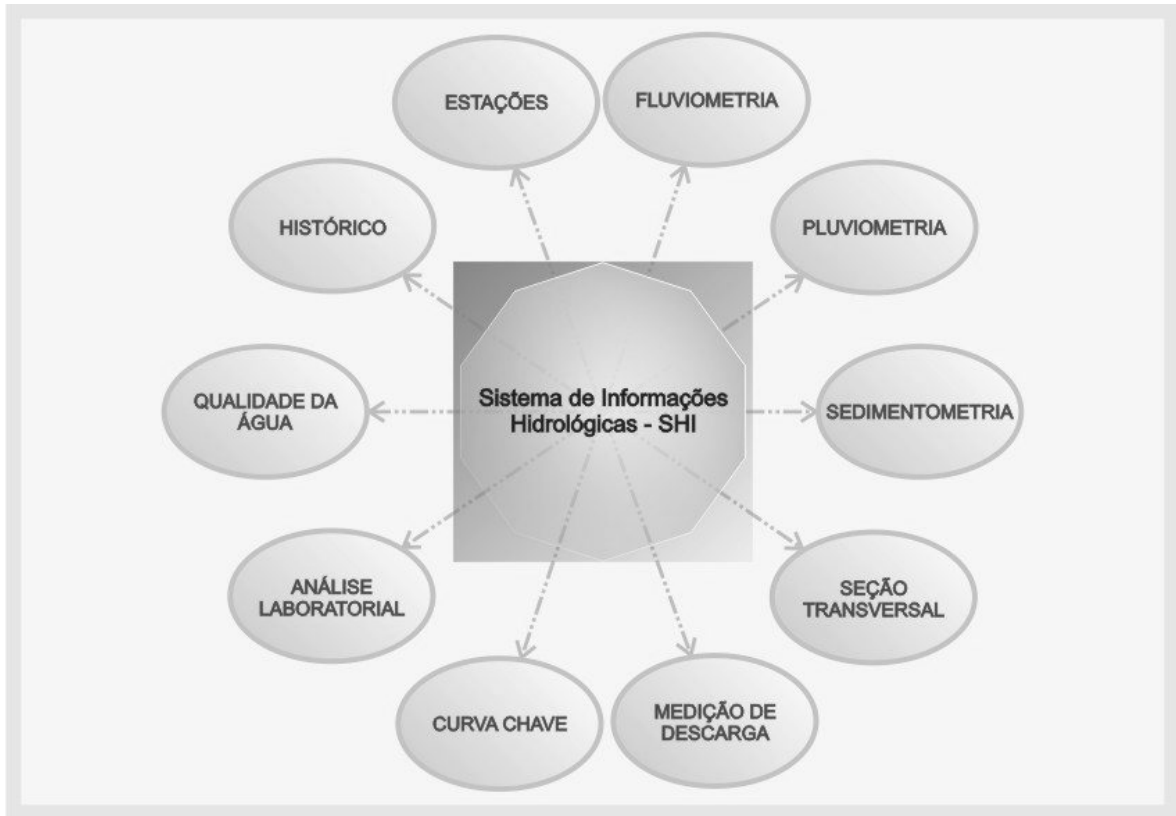 ESTAÇÕES
FLUVIOMETRIA
HISTÓRICO
PLUVIOMETRIA
Sistema de Informações
Hidrológicas - SHI
QUALIDADE DA
ÁGUA
SEDIMENTOMETRIA
ANÁLISE
LABORATORIAL
SEÇÃO
TRANSVERSAL
CURVA CHAVE
MEDIÇÃO DE
DESCARGA